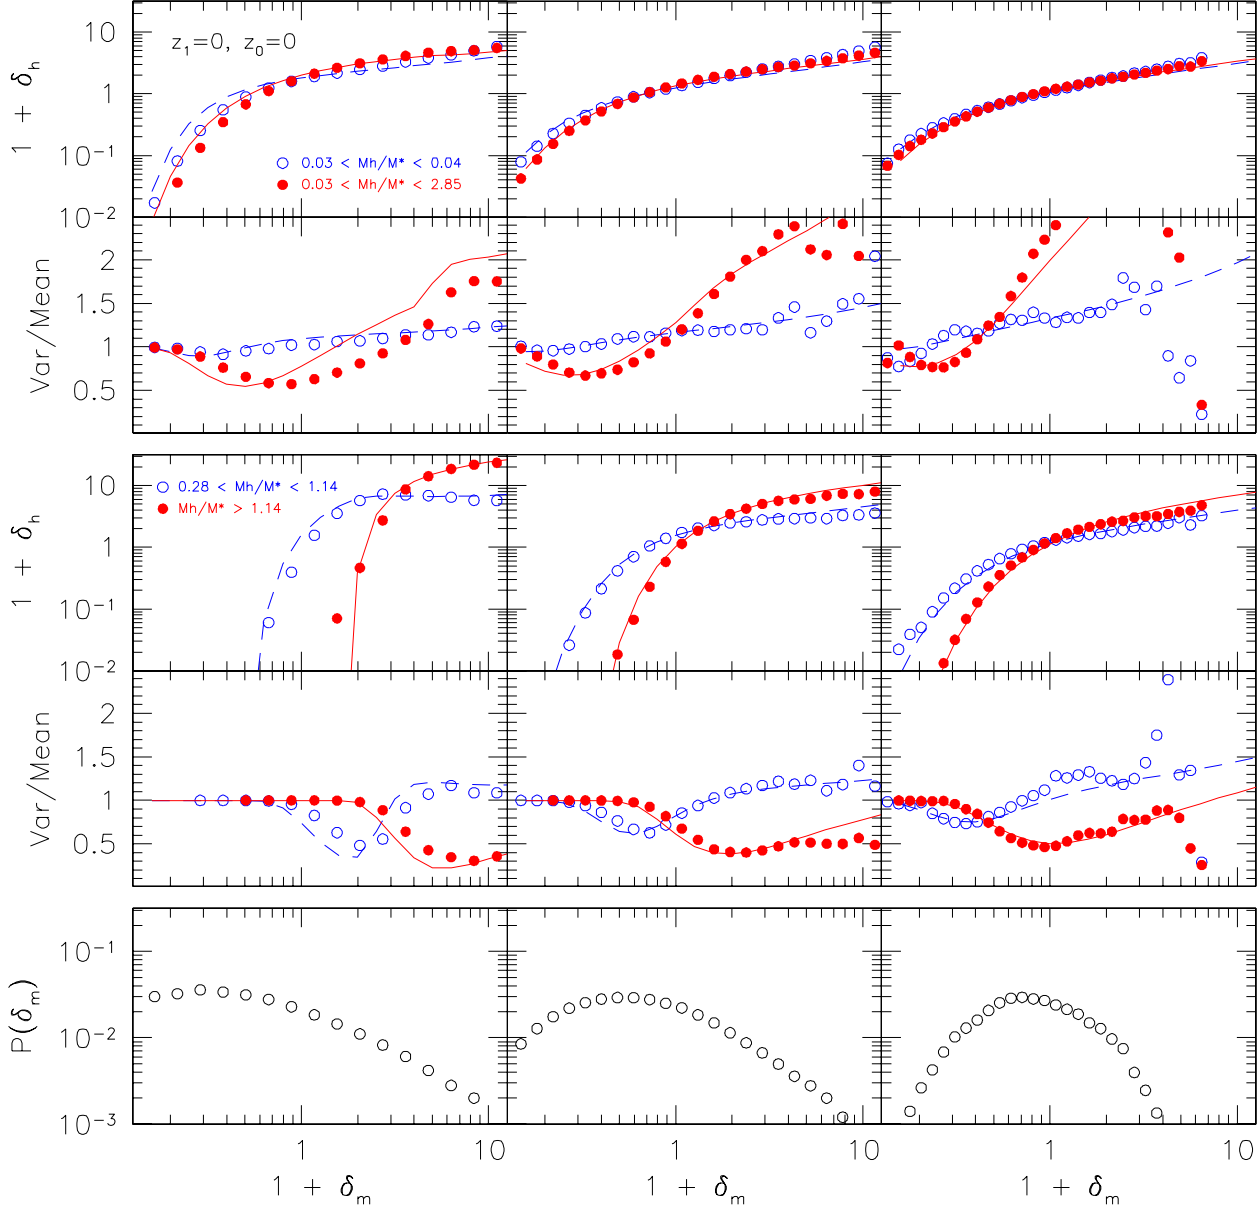 z₁=0, z₀=0
1 + δₕ
10
1
10⁻¹
10⁻²
0.03 < Mh/M* < 0.04
0.03 < Mh/M* < 2.85
Var/Mean
2
1.5
1
0.5
1 + δₕ
10
1
10⁻¹
10⁻²
0.28 < Mh/M* < 1.14
Mh/M* > 1.14
Var/Mean
2
1.5
1
0.5
P(δₘ)
10⁻¹
10⁻²
10⁻³
1 10 1 10 1 10
1 + δₘ 1 + δₘ 1 + δₘ